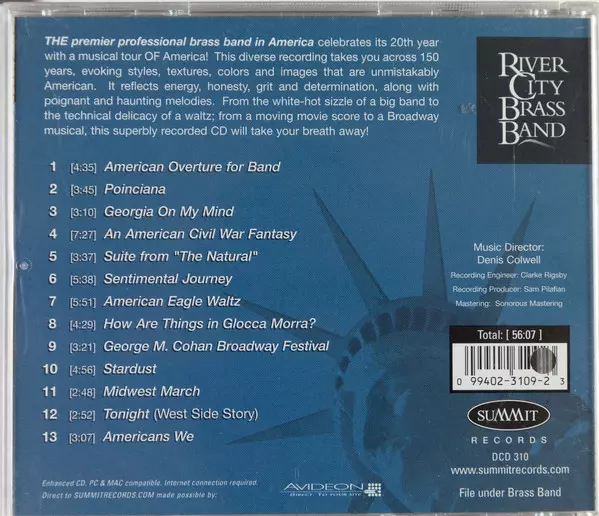 THE premier professional brass band in America celebrates its 20th year
with a musical tour OF America! This diverse recording takes you across 150
years, evoking styles, textures, colors and images that are unmistakably
American. It reflects energy, honesty, grit and determination, along with
poignant and haunting melodies. From the white-hot sizzle of a big band to
the technical delicacy of a waltz; from a moving movie score to a Broadway
musical, this superbly recorded CD will take your breath away!
RIVER
CITY
BRASS
BAND
1 [4:35] American Overture for Band
2 [3:45] Poinciana
3 [3:10] Georgia On My Mind
4 [7:27] An American Civil War Fantasy
5 [3:37] Suite from "The Natural"
6 [5:38] Sentimental Journey
7 [5:51] American Eagle Waltz
8 [4:29] How Are Things in Glocca Morra?
9 [3:21] George M. Cohan Broadway Festival
10 [4:56] Stardust
11 [2:48] Midwest March
12 [2:52] Tonight (West Side Story)
13 [3:07] Americans We
Music Director:
Denis Colwell
Recording Engineer: Clarke Rigsby
Recording Producer: Sam Pilafian
Mastering: Sonorous Mastering
Total: [ 56:07 ]
0 99402-3109-2 3
SUMMIT
RECORDS
DCD 310
www.summitrecords.com
File under Brass Band
Enhanced CD, PC & MAC compatible. Internet connection required.
Direct to SUMMITRECORDS.COM made possible by:
AVIDEON
DIRECT. TO YOUR SITE.